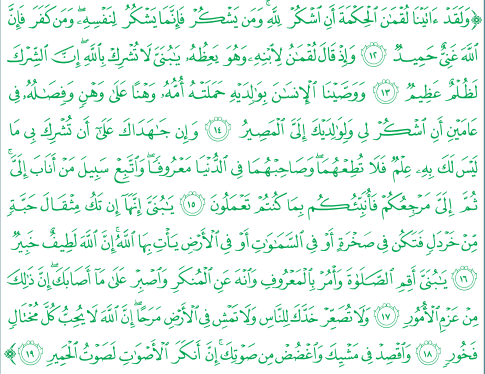 ﴿وَلَقَدْ ءَاتَيْنَا لُقْمَٰنَ ٱلْحِكْمَةَ أَنِ ٱشْكُرْ لِلَّهِ ۚ وَمَن يَشْكُرْ فَإِنَّمَا يَشْكُرُ لِنَفْسِهِۦ ۖ وَمَن كَفَرَ فَإِنَّ
ٱللَّهَ غَنِىٌّ حَمِيدٌ ١٢ وَإِذْ قَالَ لُقْمَٰنُ لِٱبْنِهِۦ وَهُوَ يَعِظُهُۥ يَٰبُنَىَّ لَا تُشْرِكْ بِٱللَّهِ ۖ إِنَّ ٱلشِّرْكَ
لَظُلْمٌ عَظِيمٌ ١٣ وَوَصَّيْنَا ٱلْإِنسَٰنَ بِوَٰلِدَيْهِ حَمَلَتْهُ أُمُّهُۥ وَهْنًا عَلَىٰ وَهْنٍ وَفِصَٰلُهُۥ فِى
عَامَيْنِ أَنِ ٱشْكُرْ لِى وَلِوَٰلِدَيْكَ إِلَىَّ ٱلْمَصِيرُ ١٤ وَإِن جَٰهَدَاكَ عَلَىٰٓ أَن تُشْرِكَ بِى مَا
لَيْسَ لَكَ بِهِۦ عِلْمٌ فَلَا تُطِعْهُمَا ۖ وَصَاحِبْهُمَا فِى ٱلدُّنْيَا مَعْرُوفًا ۖ وَٱتَّبِعْ سَبِيلَ مَنْ أَنَابَ إِلَىَّ ۚ
ثُمَّ إِلَىَّ مَرْجِعُكُمْ فَأُنَبِّئُكُم بِمَا كُنتُمْ تَعْمَلُونَ ١٥ يَٰبُنَىَّ إِنَّهَآ إِن تَكُ مِثْقَالَ حَبَّةٍ
مِّنْ خَرْدَلٍ فَتَكُن فِى صَخْرَةٍ أَوْ فِى ٱلسَّمَٰوَٰتِ أَوْ فِى ٱلْأَرْضِ يَأْتِ بِهَا ٱللَّهُ ۚ إِنَّ ٱللَّهَ لَطِيفٌ خَبِيرٌ
١٦ يَٰبُنَىَّ أَقِمِ ٱلصَّلَوٰةَ وَأْمُرْ بِٱلْمَعْرُوفِ وَٱنْهَ عَنِ ٱلْمُنكَرِ وَٱصْبِرْ عَلَىٰ مَآ أَصَابَكَ ۖ إِنَّ ذَٰلِكَ
مِنْ عَزْمِ ٱلْأُمُورِ ١٧ وَلَا تُصَعِّرْ خَدَّكَ لِلنَّاسِ وَلَا تَمْشِ فِى ٱلْأَرْضِ مَرَحًا ۖ إِنَّ ٱللَّهَ لَا يُحِبُّ كُلَّ مُخْتَالٍ
فَخُورٍ ١٨ وَٱقْصِدْ فِى مَشْيِكَ وَٱغْضُضْ مِن صَوْتِكَ ۚ إِنَّ أَنكَرَ ٱلْأَصْوَٰتِ لَصَوْتُ ٱلْحَمِيرِ ١٩﴾